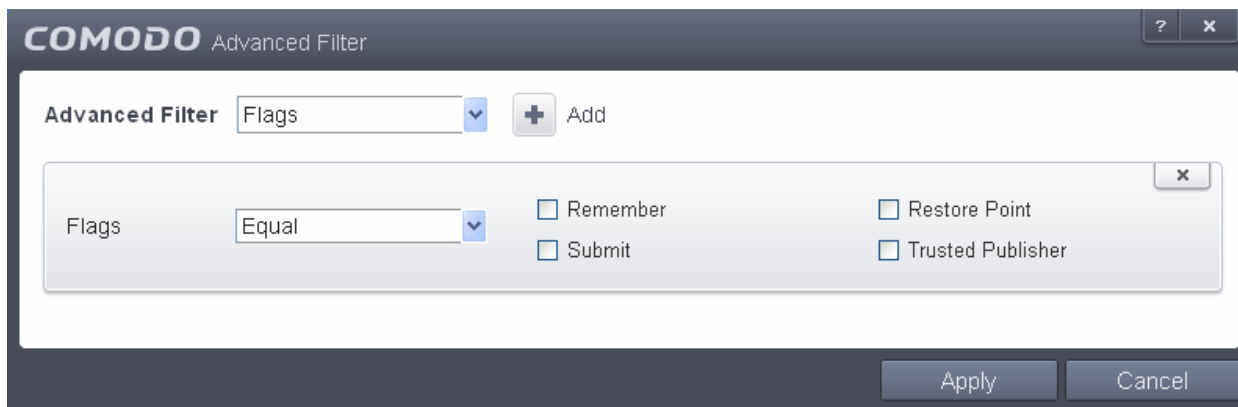 COMODO Advanced Filter ? x
Advanced Filter Flags + Add
x
Flags Equal Remember Restore Point
Submit Trusted Publisher
Apply Cancel